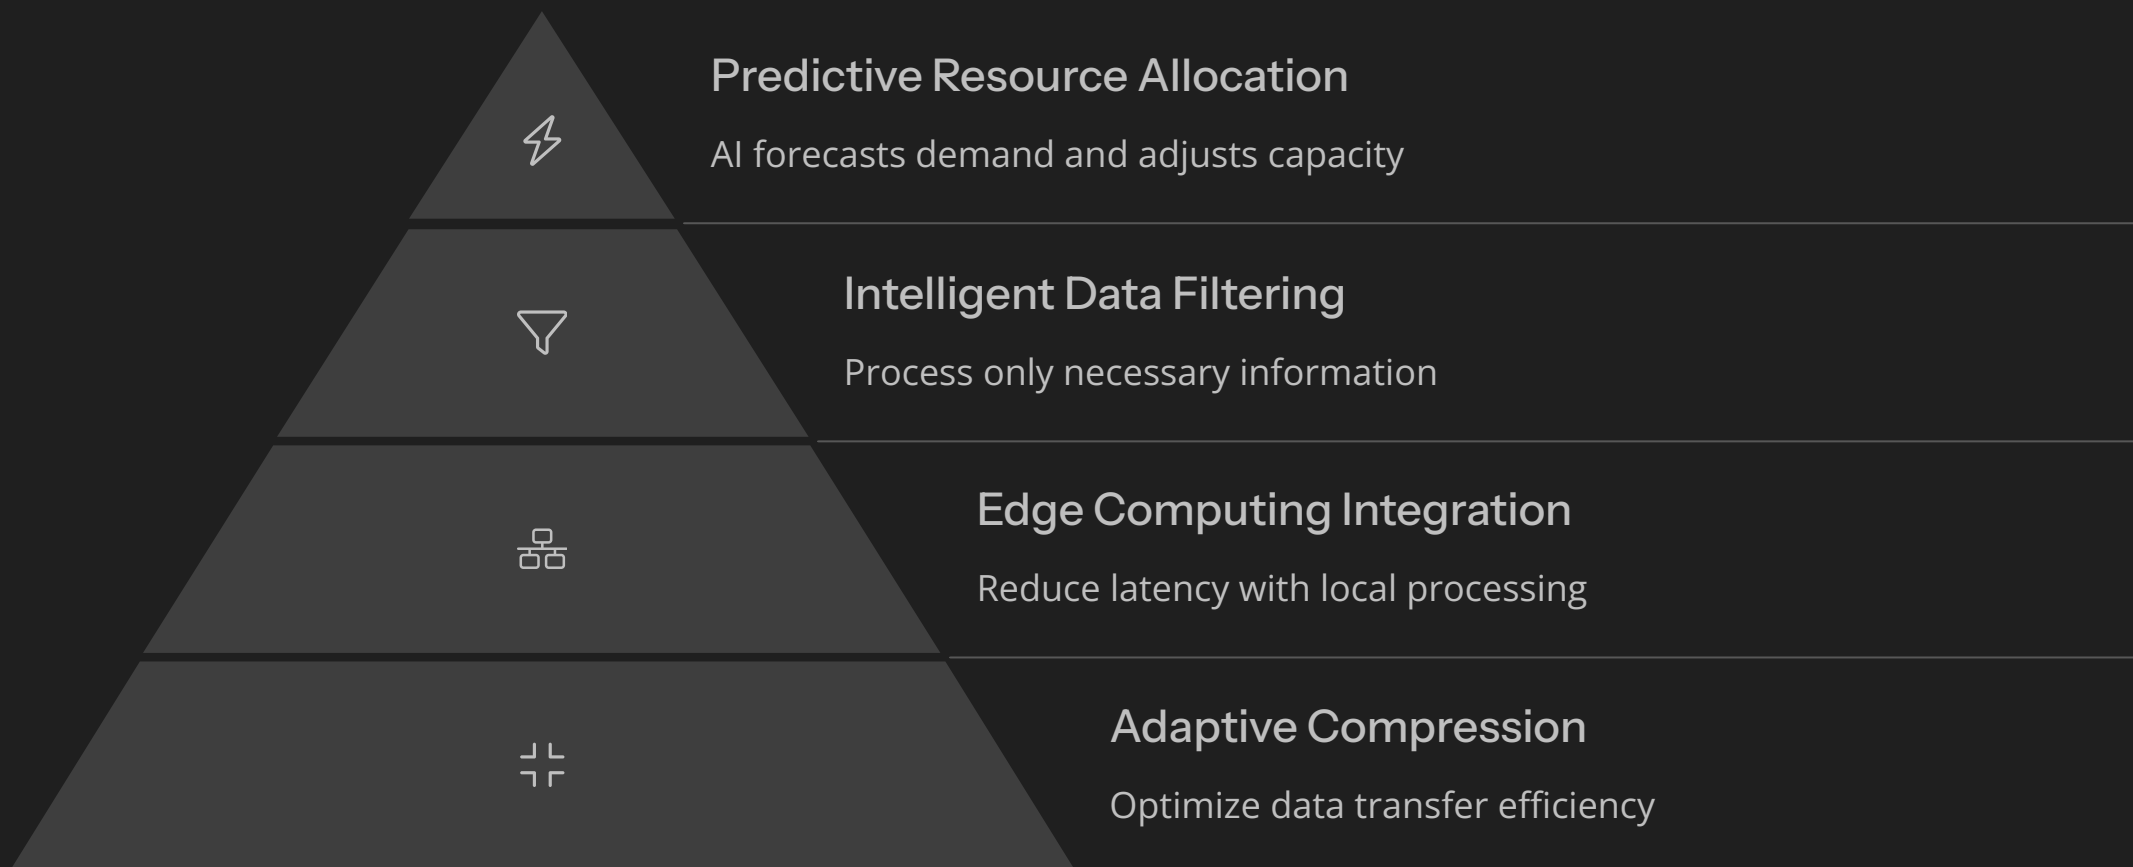 Predictive Resource Allocation
AI forecasts demand and adjusts capacity
Intelligent Data Filtering
Process only necessary information
Edge Computing Integration
Reduce latency with local processing
Adaptive Compression
Optimize data transfer efficiency